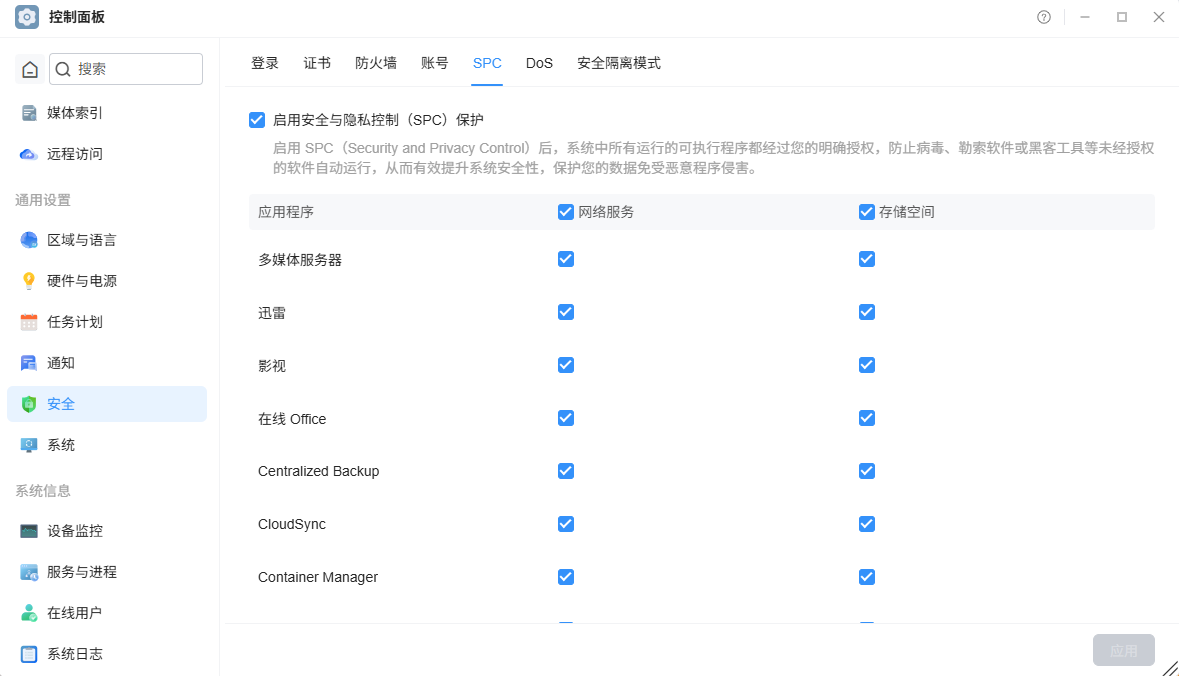 控制面板
搜索
媒体索引
远程访问
通用设置
区域与语言
硬件与电源
任务计划
通知
安全
系统
系统信息
设备监控
服务与进程
在线用户
系统日志
登录 证书 防火墙 账号 SPC DoS 安全隔离模式
启用安全与隐私控制（SPC）保护
启用 SPC（Security and Privacy Control）后，系统中所有运行的可执行程序都经过您的明确授权，防止病毒、勒索软件或黑客工具等未经授权
的软件自动运行，从而有效提升系统安全性，保护您的数据免受恶意程序侵害。
应用程序 网络服务 存储空间
多媒体服务器
迅雷
影视
在线 Office
Centralized Backup
CloudSync
Container Manager
应用